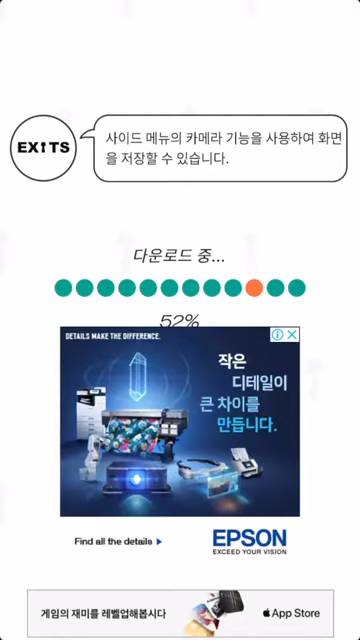 EXITS
사이드 메뉴의 카메라 기능을 사용하여 화면
을 저장할 수 있습니다.
다운로드 중...
52%
DETAILS MAKE THE DIFFERENCE.
작은
디테일이
큰 차이를
만듭니다.
Find all the details
EPSON
EXCEED YOUR VISION
게임의 재미를 레벨업해봅시다
App Store